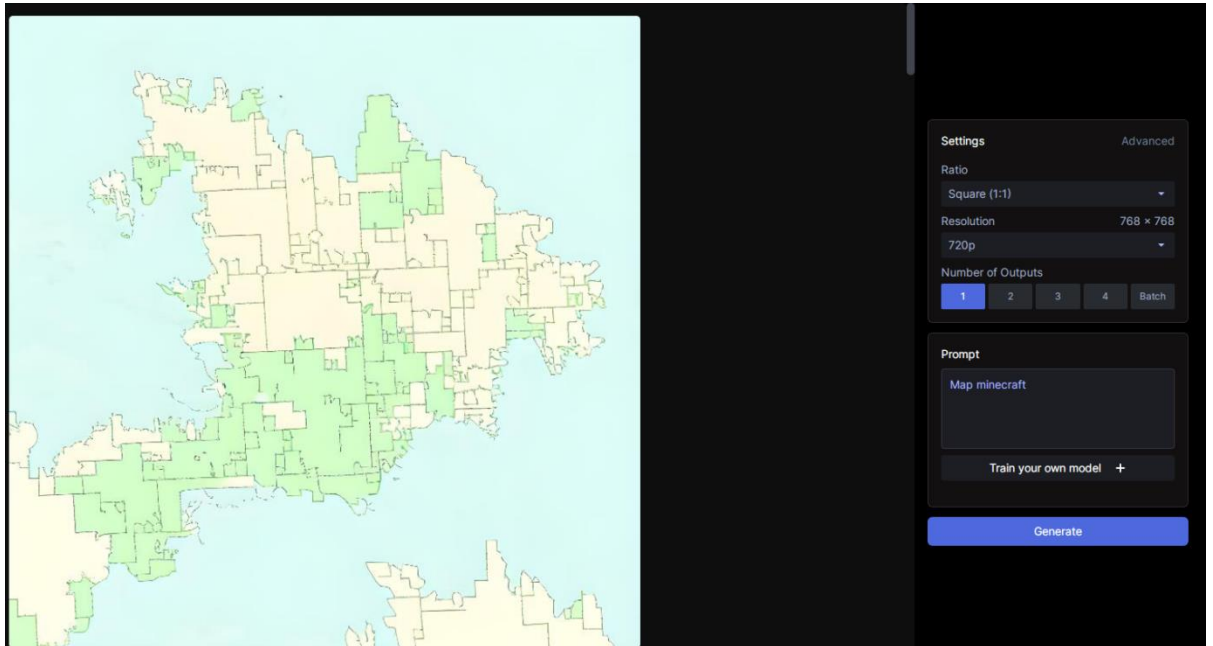 Settings Advanced
Ratio
Square (1:1)
Resolution 768 × 768
720p
Number of Outputs
1 2 3 4 Batch
Prompt
Map minecraft
Train your own model +
Generate